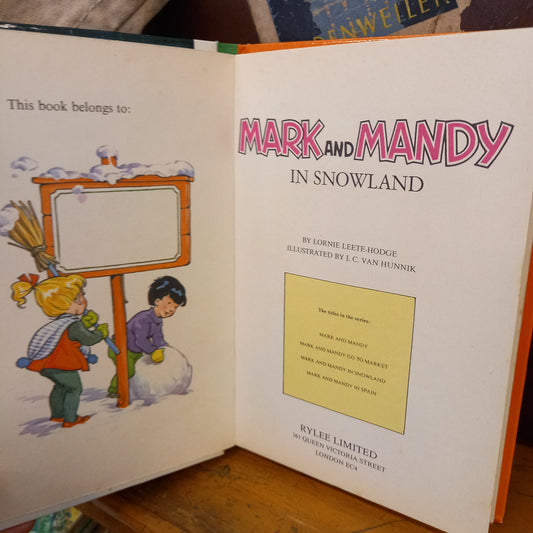 ENWELLER
This book belongs to:
MARK AND MANDY
IN SNOWLAND
BY LORNIE LEETE-HODGE
ILLUSTRATED BY J. C. VAN HUNNIK
The titles in the series:
MARK AND MANDY
MARK AND MANDY GO TO MARKET
MARK AND MANDY IN SNOWLAND
MARK AND MANDY IN SPAIN
RYLEE LIMITED
161 QUEEN VICTORIA STREET
LONDON EC4